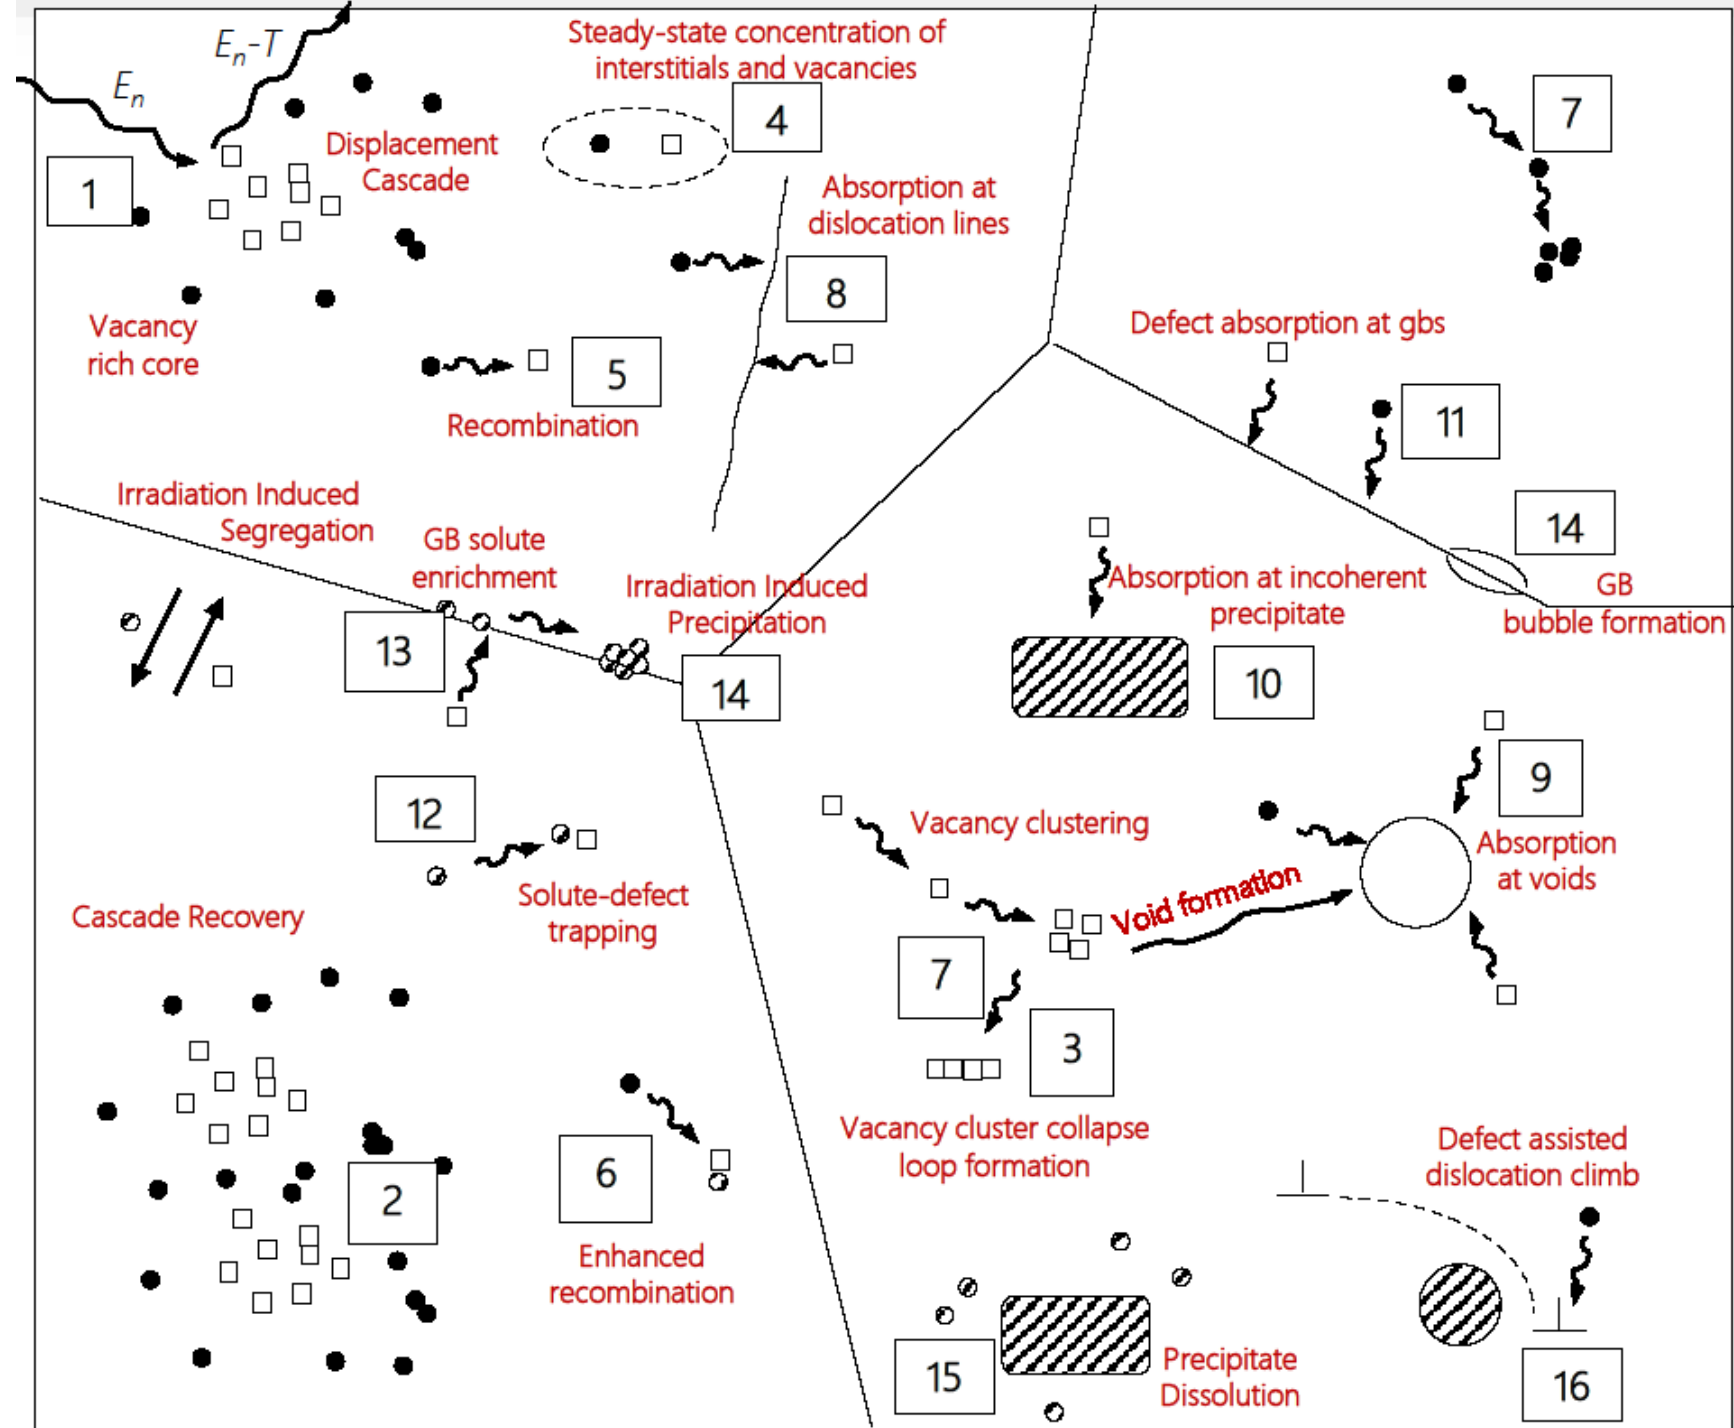 Eₙ-T
Eₙ
1
Displacement
Cascade
Vacancy
rich core
Steady-state concentration of
interstitials and vacancies
4
Absorption at
dislocation lines
8
5
Recombination
7
Defect absorption at gbs
11
14
GB
bubble formation
Irradiation Induced
Segregation
GB solute
enrichment
13
Irradiation Induced
Precipitation
14
Absorption at incoherent
precipitate
10
12
Solute-defect
trapping
Cascade Recovery
2
6
Enhanced
recombination
Vacancy clustering
Void formation
9
Absorption
at voids
7
3
Vacancy cluster collapse
loop formation
Defect assisted
dislocation climb
15
Precipitate
Dissolution
16